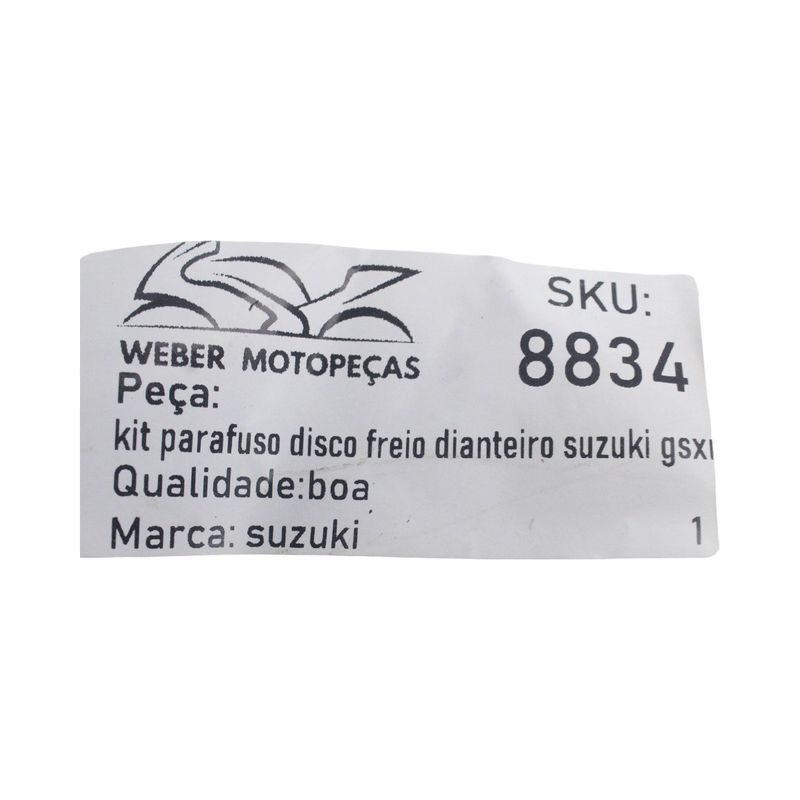 WEBER MOTOPEÇAS
SKU:
8834
Peça:
kit parafuso disco freio dianteiro suzuki
Qualidade:boa
Marca: suzuki
1